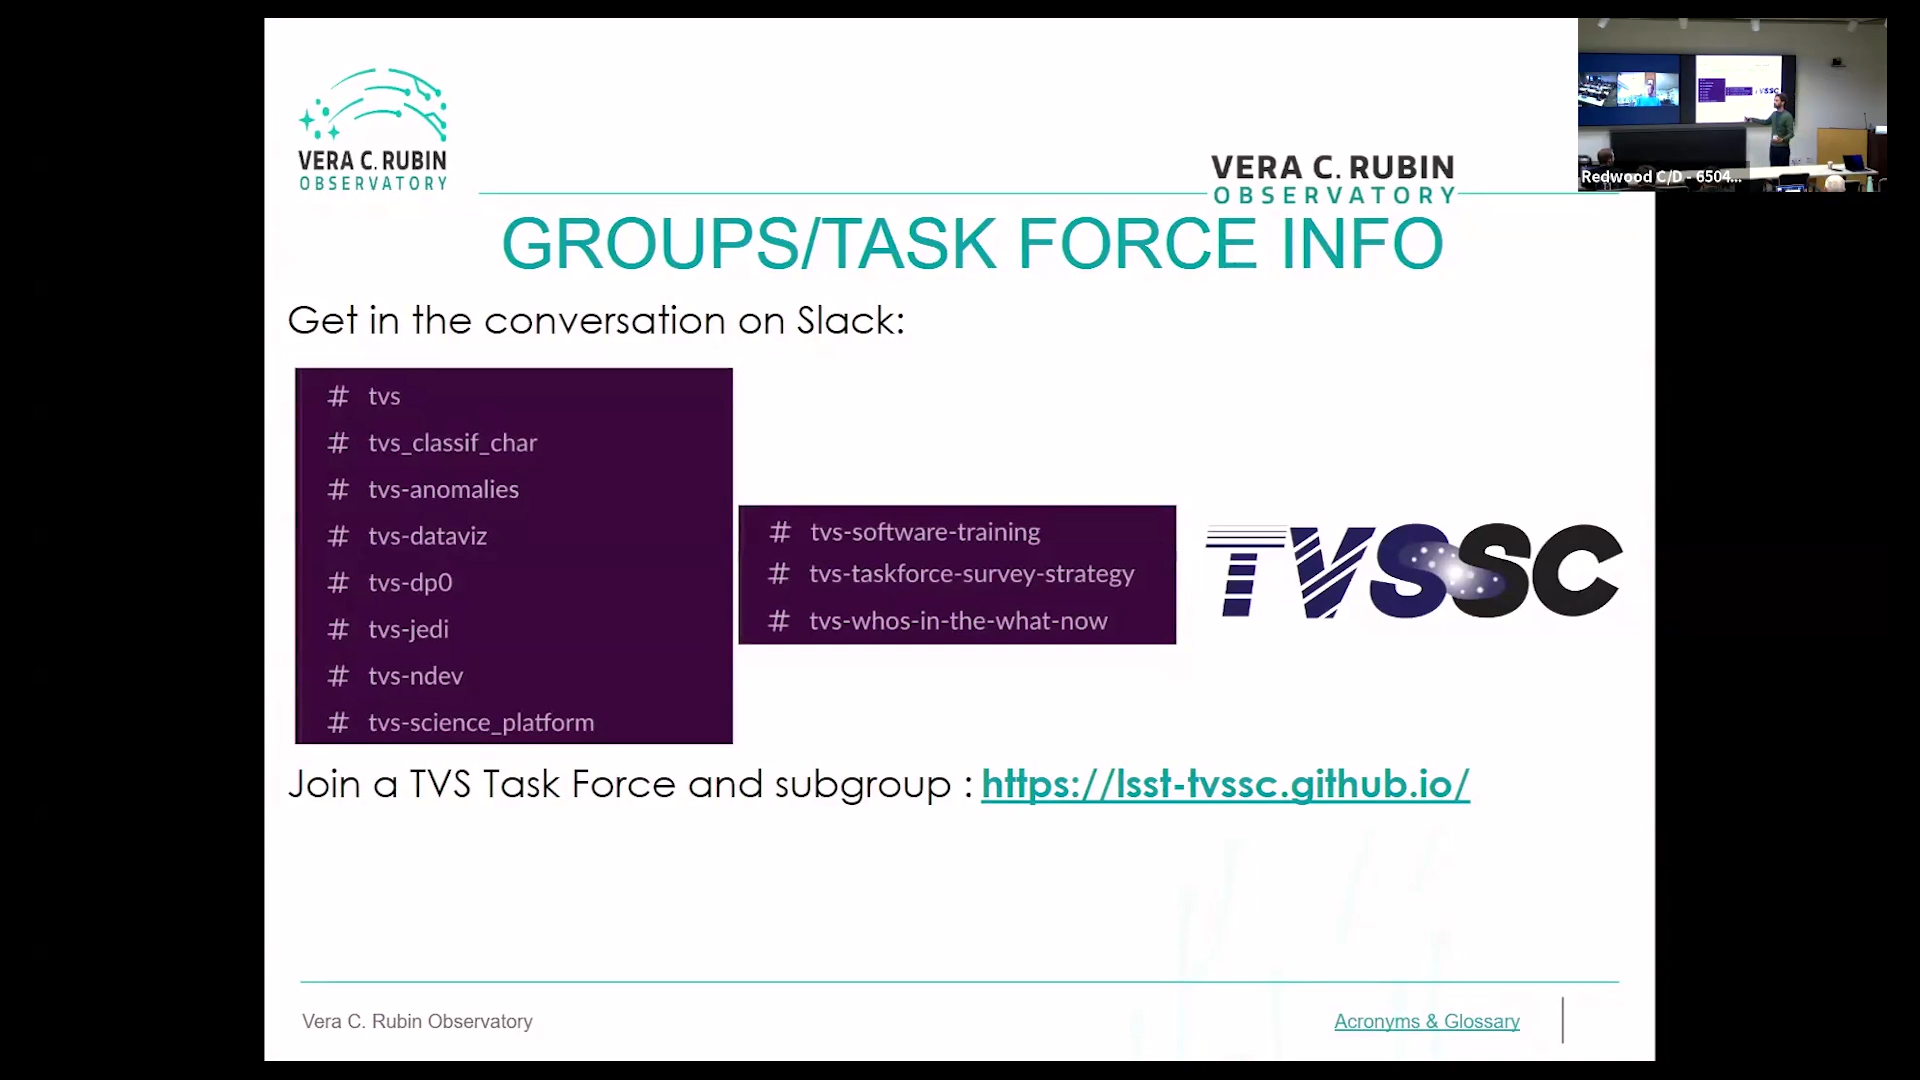 VERA C. RUBIN
OBSERVATORY
VERA C. RUBIN
OBSERVATORY
Redwood C/D - 6504...
GROUPS/TASK FORCE INFO
Get in the conversation on Slack:
# tvs
# tvs_classif_char
# tvs-anomalies
# tvs-dataviz
# tvs-dp0
# tvs-jedi
# tvs-ndev
# tvs-science_platform
# tvs-software-training
# tvs-taskforce-survey-strategy
# tvs-whos-in-the-what-now
TVSSC
Join a TVS Task Force and subgroup : https://lsst-tvssc.github.io/
Vera C. Rubin Observatory
Acronyms & Glossary